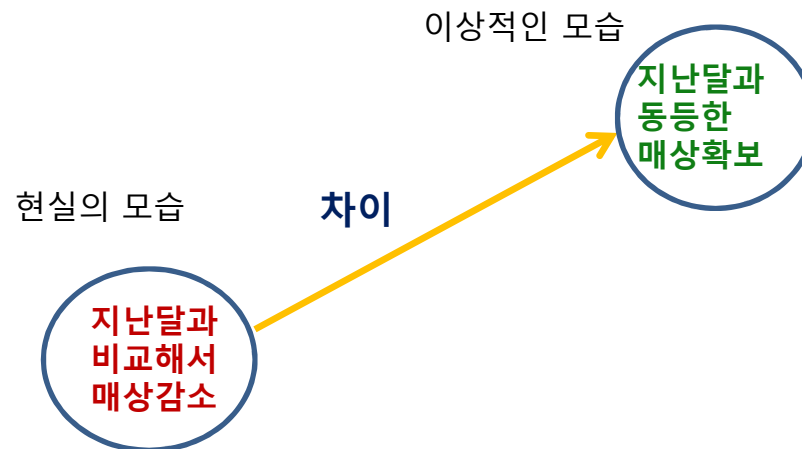 이상적인 모습
지난달과
동등한
매상확보
현실의 모습
차이
지난달과
비교해서
매상감소